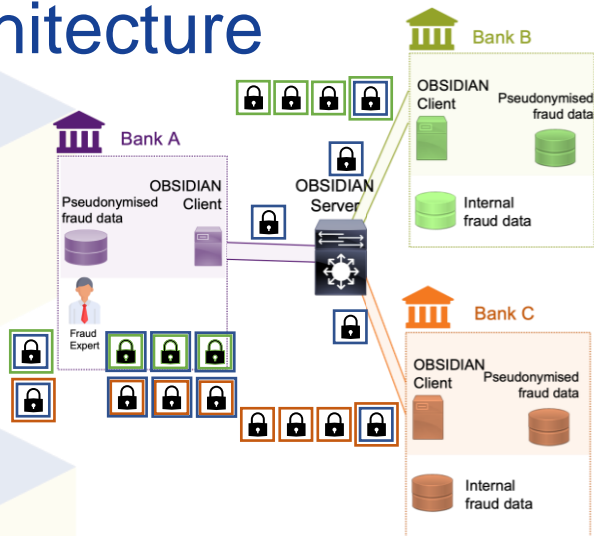 hitecture
Bank B
OBSIDIAN
Client
Pseudonymised
fraud data
Internal
fraud data
Bank A
OBSIDIAN
Client
Pseudonymised
fraud data
Fraud
Expert
OBSIDIAN
Server
Bank C
OBSIDIAN
Client
Pseudonymised
fraud data
Internal
fraud data